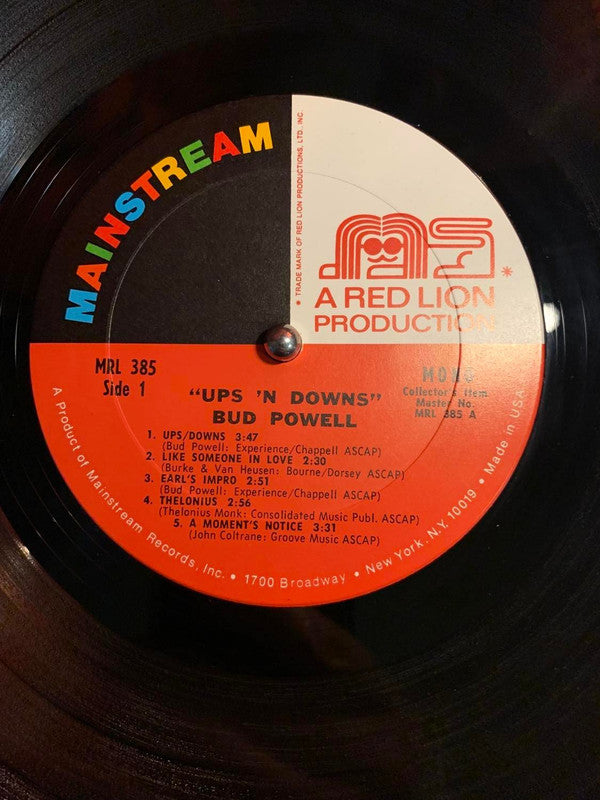 MAINSTREAM
• TRADE MARK OF RED LION PRODUCTIONS, LTD., INC.
ms
*
A RED LION
PRODUCTION
MRL 385
Side 1
"UPS 'N DOWNS"
BUD POWELL
MONO
Collector's Item
Master No.
MRL 385 A
1. UPS/DOWNS 3:47
(Bud Powell: Experience/Chappell ASCAP)
2. LIKE SOMEONE IN LOVE 2:30
(Burke & Van Heusen: Bourne/Dorsey ASCAP)
3. EARL'S IMPRO 2:51
(Bud Powell: Experience/Chappell ASCAP)
4. THELONIUS 2:56
(Thelonius Monk: Consolidated Music Publ. ASCAP)
5. A MOMENT'S NOTICE 3:31
(John Coltrane: Groove Music ASCAP)
A Product of Mainstream Records, Inc. • 1700 Broadway • New York, N.Y. 10019 • Made in USA